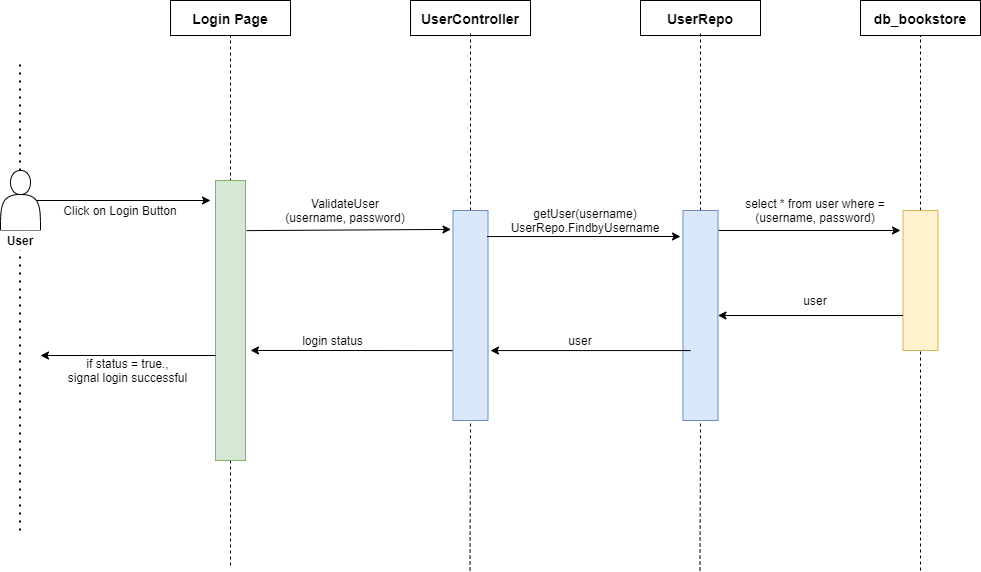 Login Page
UserController
UserRepo
db_bookstore
Click on Login Button
User
ValidateUser
(username, password)
getUser(username)
UserRepo.FindbyUsername
select * from user where =
(username, password)
user
user
login status
if status = true.,
signal login successful